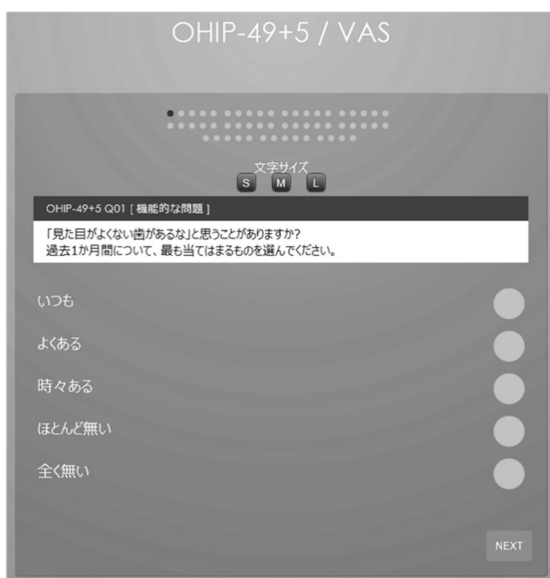 OHIP-49+5 / VAS
文字サイズ
S M L
OHIP-49+5 Q01 [ 機能的な問題 ]
「見た目がよくない歯があるな」と思うことがありますか?
過去1か月間について、最も当てはまるものを選んでください。
いつも
よくある
時々ある
ほとんど無い
全く無い
NEXT